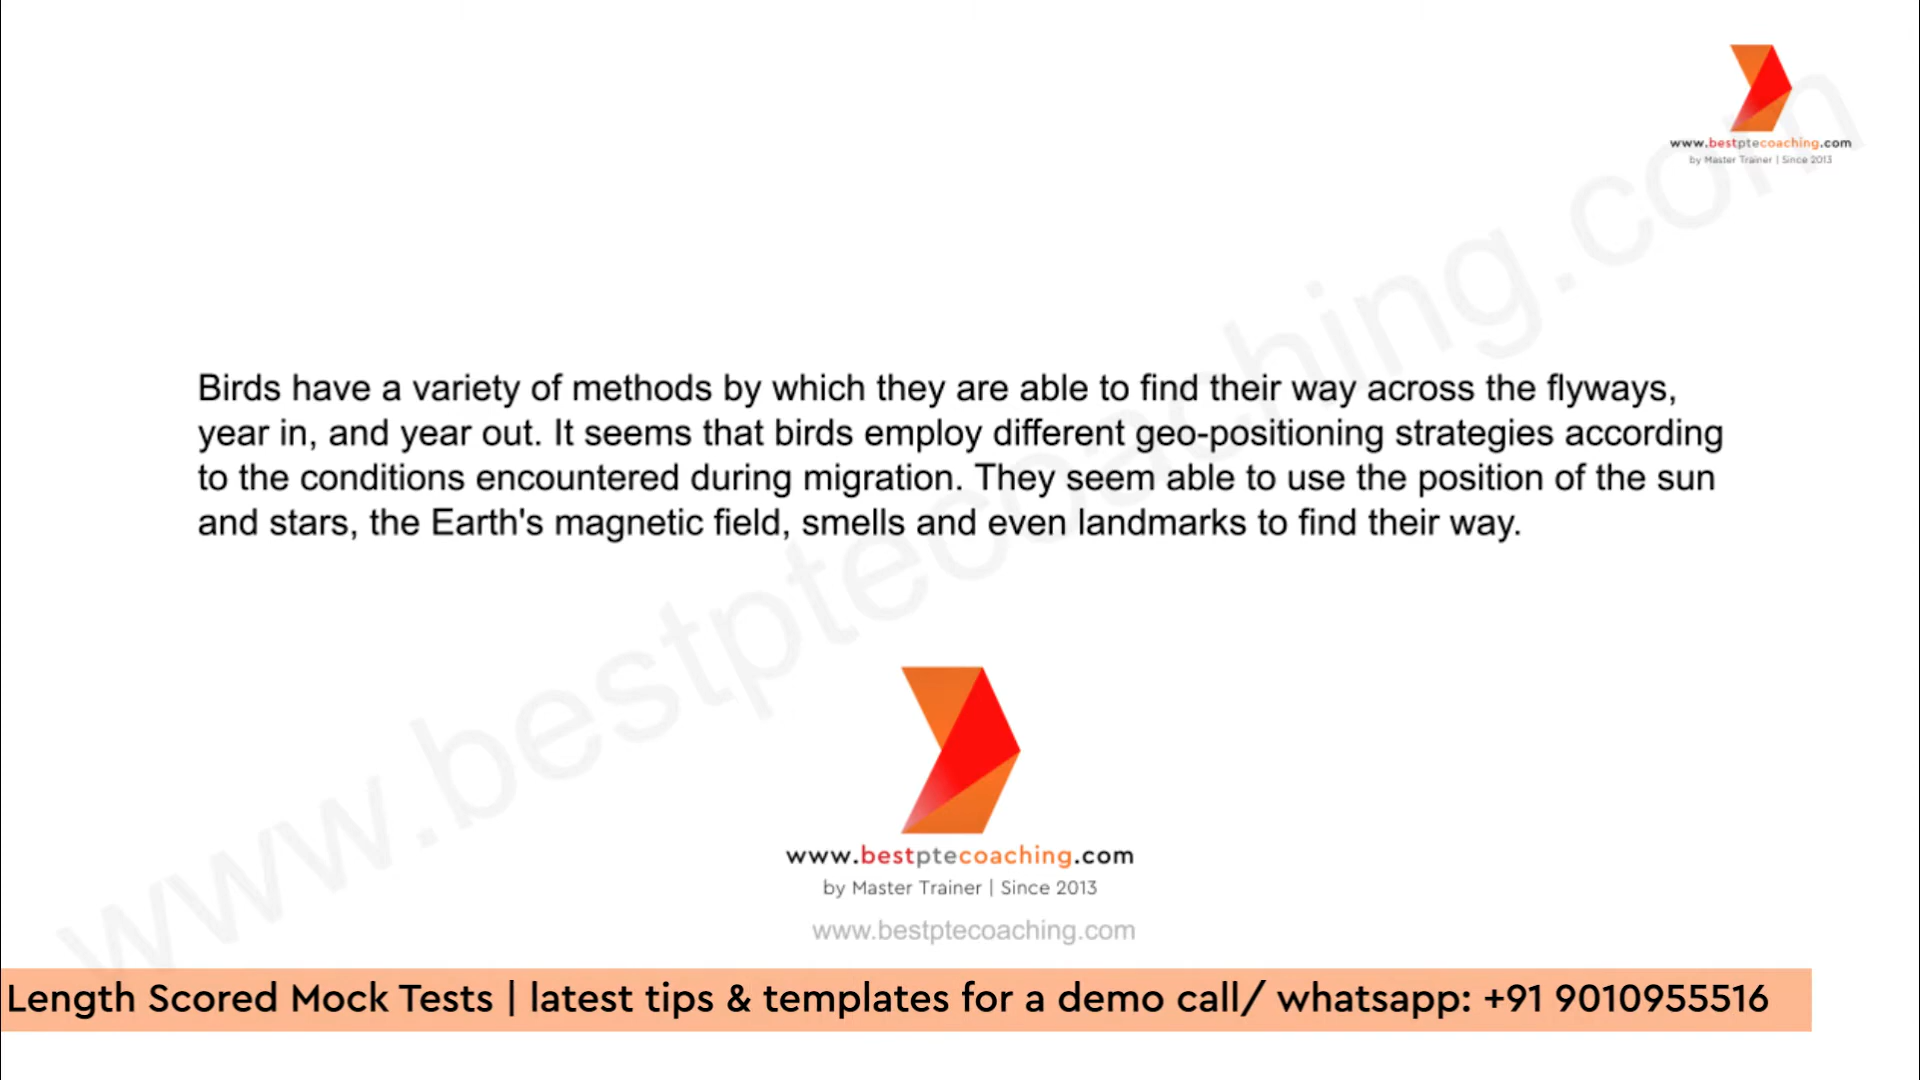 www.bestptecoaching.com
by Master Trainer | Since 2013
Birds have a variety of methods by which they are able to find their way across the flyways,
year in, and year out. It seems that birds employ different geo-positioning strategies according
to the conditions encountered during migration. They seem able to use the position of the sun
and stars, the Earth's magnetic field, smells and even landmarks to find their way.
www.bestptecoaching.com
www.bestptecoaching.com
by Master Trainer | Since 2013
www.bestptecoaching.com
Length Scored Mock Tests | latest tips & templates for a demo call/ whatsapp: +91 9010955516